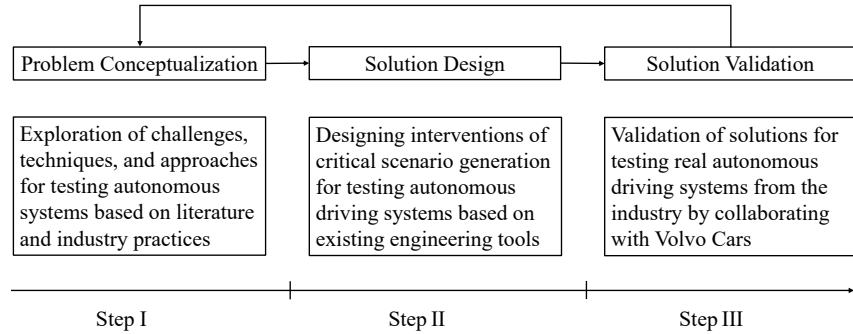 Problem Conceptualization
Solution Design
Solution Validation
Exploration of challenges,
techniques, and approaches
for testing autonomous
systems based on literature
and industry practices
Designing interventions of
critical scenario generation
for testing autonomous
driving systems based on
existing engineering tools
Validation of solutions for
testing real autonomous
driving systems from the
industry by collaborating
with Volvo Cars
Step I
Step II
Step III